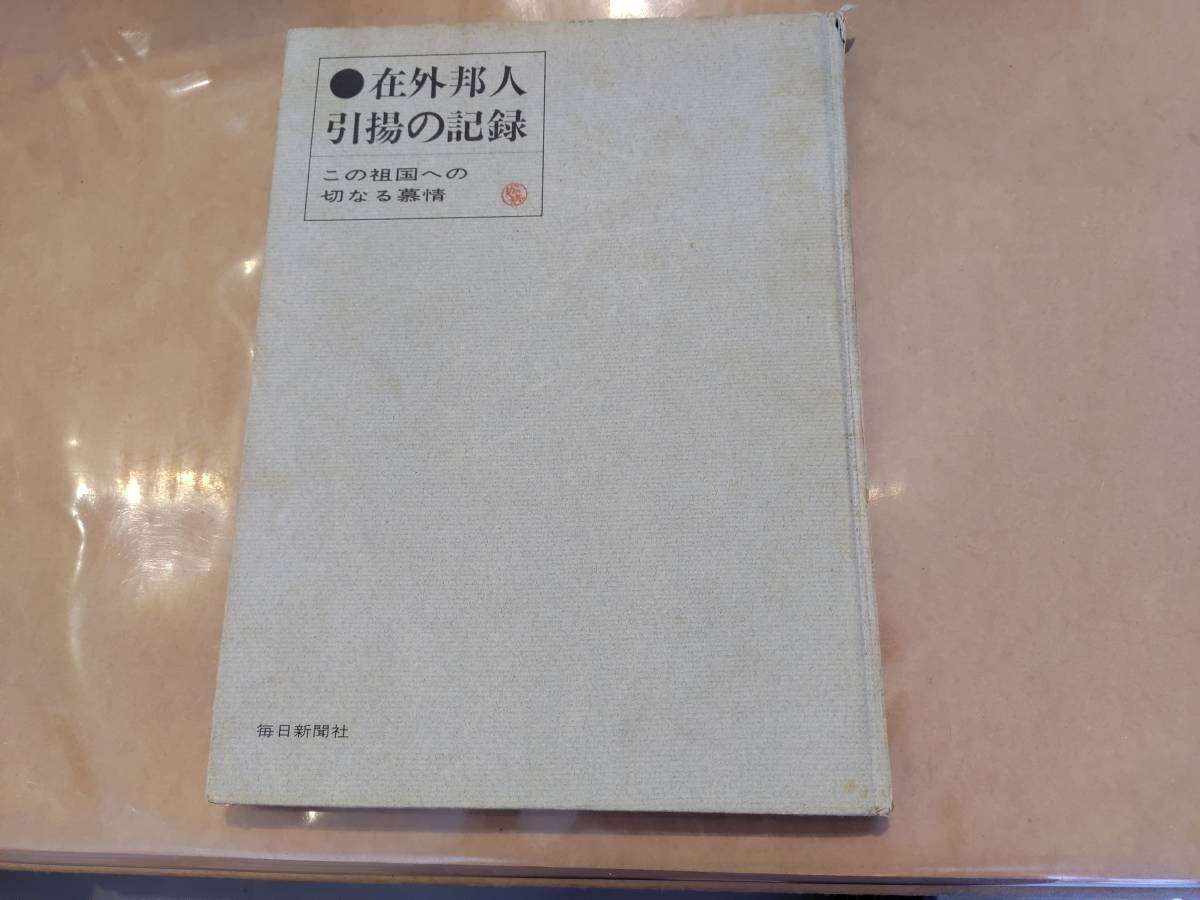 ●在外邦人
引揚の記録
この祖国への
切なる慕情
毎日新聞社